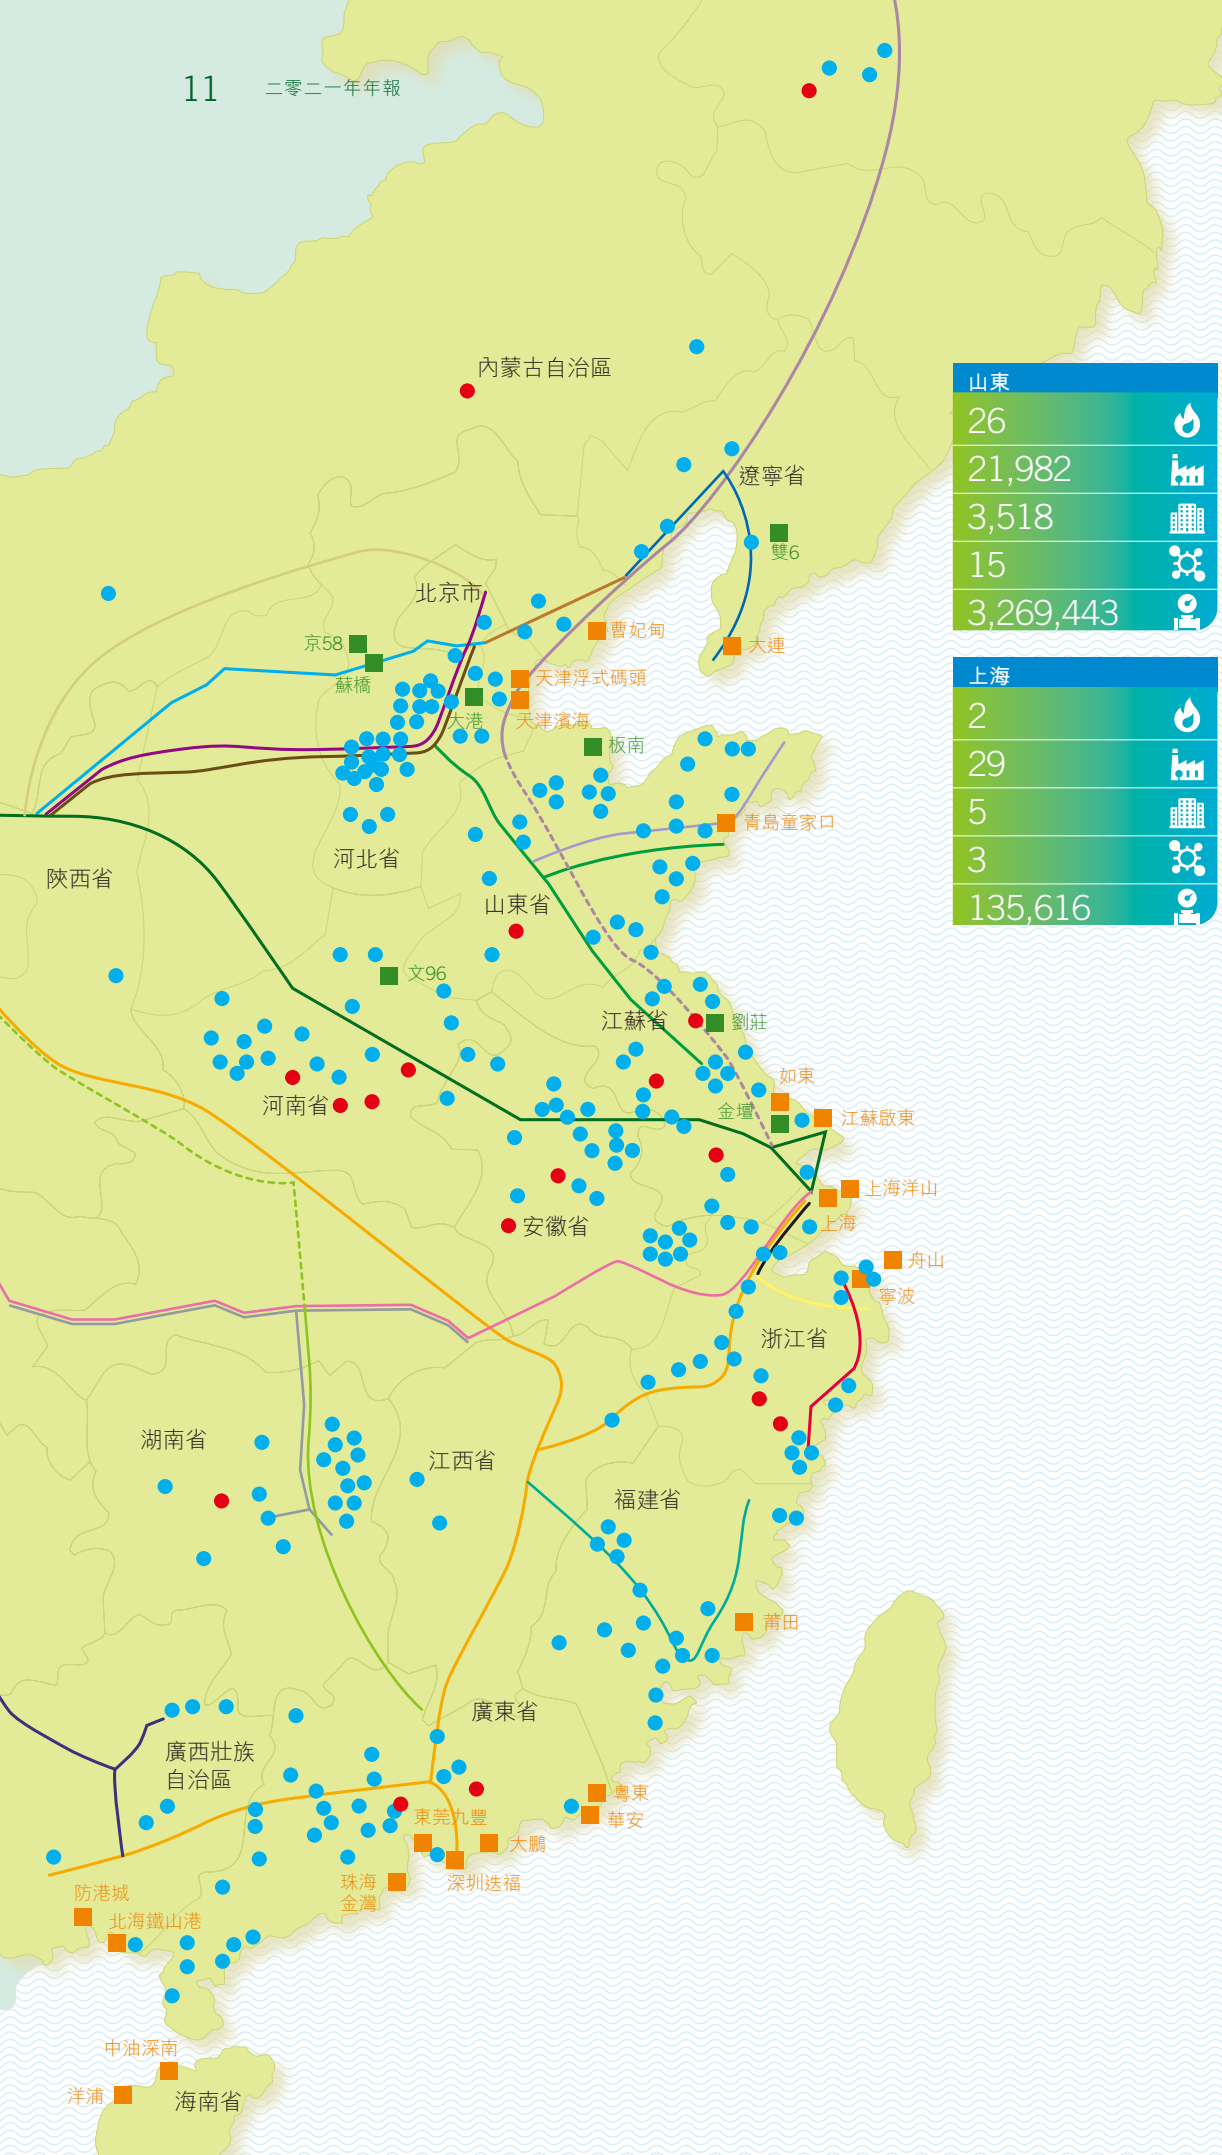 11
二零二一年年報
內蒙古自治區
山東
26
21,982
3,518
15
3,269,443
遼寧省
雙6
北京市
京58
曹妃甸
大連
蘇橋
天津浮式碼頭
大港
天津濱海
板南
上海
2
29
5
3
135,616
青島童家口
河北省
陝西省
山東省
文96
江蘇省
劉莊
如東
河南省
金壇
江蘇啟東
上海洋山
安徽省
上海
舟山
寧波
浙江省
湖南省
江西省
福建省
莆田
廣東省
廣西壯族
自治區
粵東
東莞九豐
華安
大鵬
珠海
金灣
深圳迭福
防港城
北海鐵山港
中油深南
洋浦
海南省